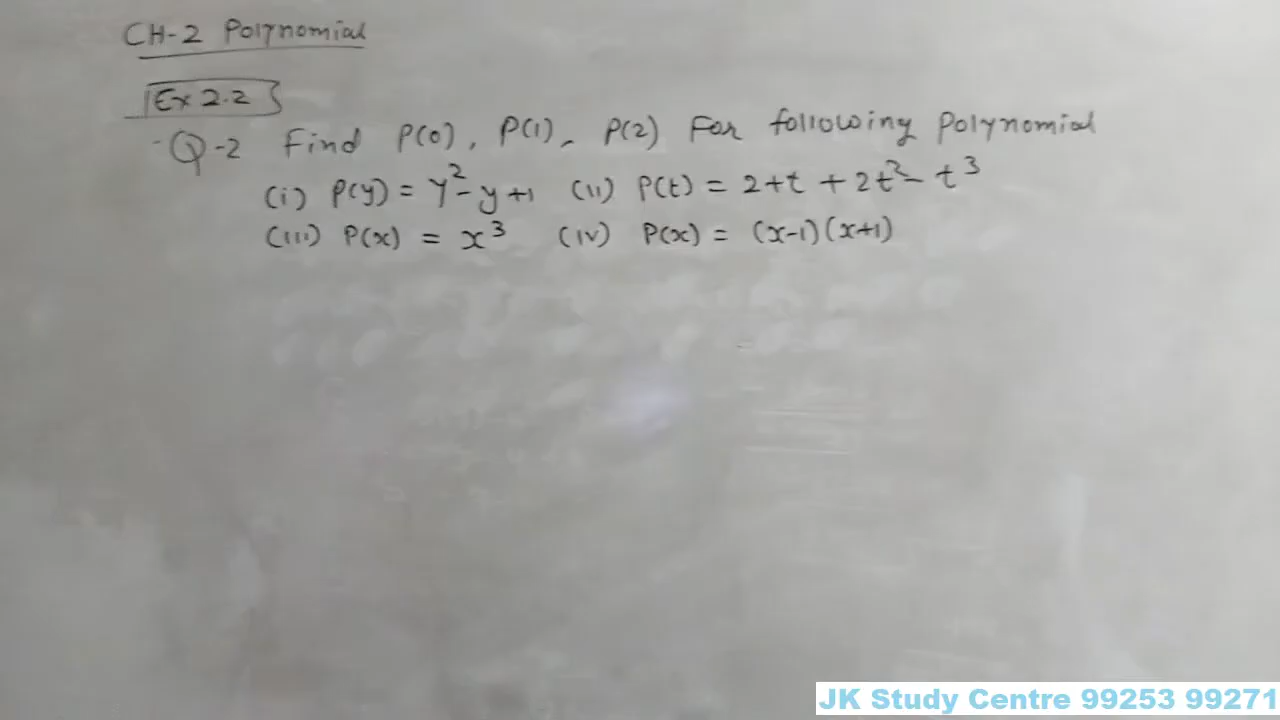 CH-2 Polynomial
Ex 2.2
Q-2 Find P(0), P(1), P(2) For following Polynomial
(i) P(y) = y² - y + 1 (ii) P(t) = 2 + t + 2t² - t³
(iii) P(x) = x³ (iv) P(x) = (x-1)(x+1)
JK Study Centre 99253 99271